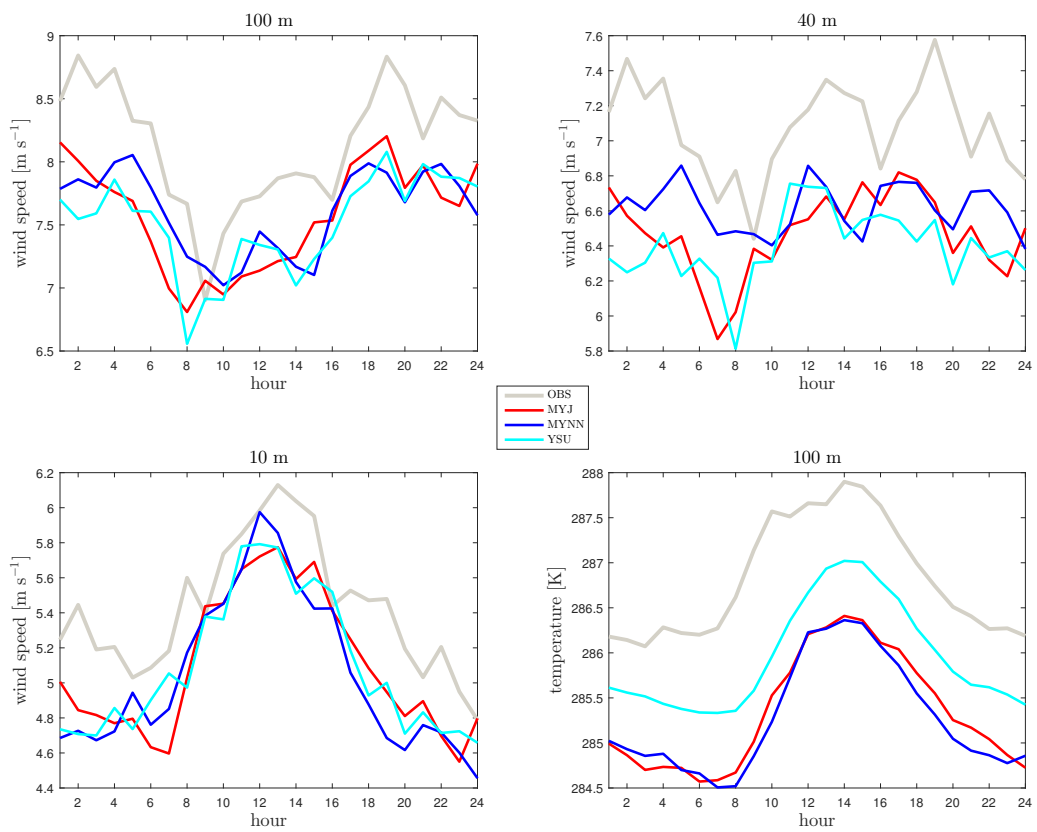 100 m
9
8.5
8
7.5
7
6.5
wind speed [m s⁻¹]
2 4 6 8 10 12 14 16 18 20 22 24
hour
40 m
7.6
7.4
7.2
7
6.8
6.6
6.4
6.2
6
5.8
wind speed [m s⁻¹]
2 4 6 8 10 12 14 16 18 20 22 24
hour
OBS
MYJ
MYNN
YSU
10 m
6.2
6
5.8
5.6
5.4
5.2
5
4.8
4.6
4.4
wind speed [m s⁻¹]
2 4 6 8 10 12 14 16 18 20 22 24
hour
100 m
288
287.5
287
286.5
286
285.5
285
284.5
temperature [K]
2 4 6 8 10 12 14 16 18 20 22 24
hour